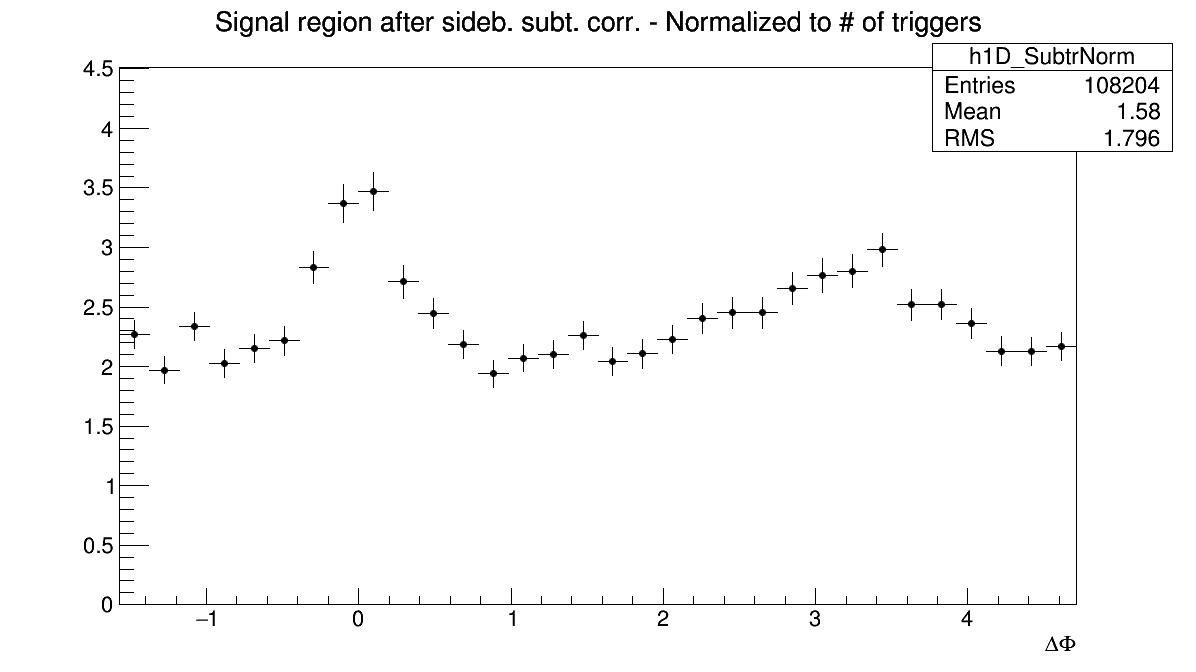 Signal region after sideb. subt. corr. - Normalized to # of triggers
h1D_SubtrNorm
Entries 108204
Mean 1.58
RMS 1.796
4.5
4
3.5
3
2.5
2
1.5
1
0.5
0
−1 0 1 2 3 4
ΔΦ